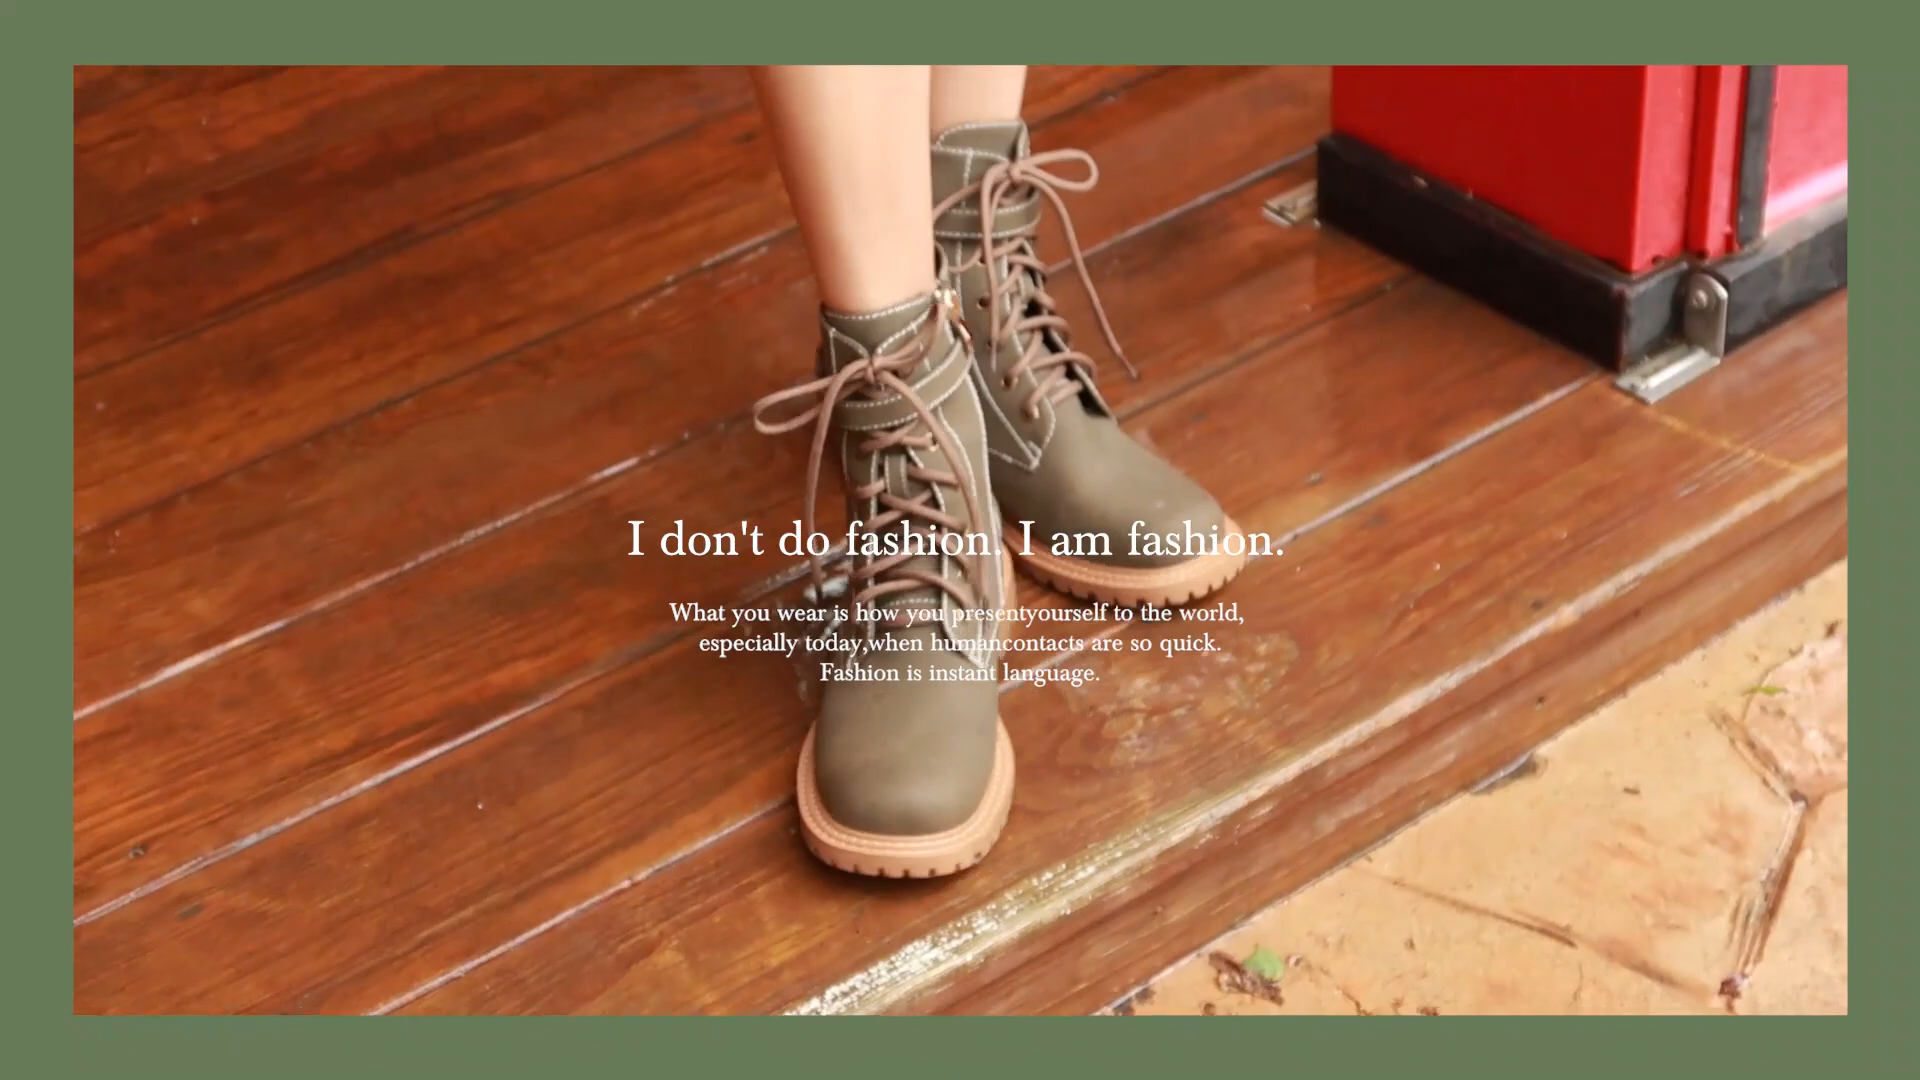 I don't do fashion. I am fashion.
What you wear is how you presentyourself to the world,
especially today,when humancontacts are so quick.
Fashion is instant language.